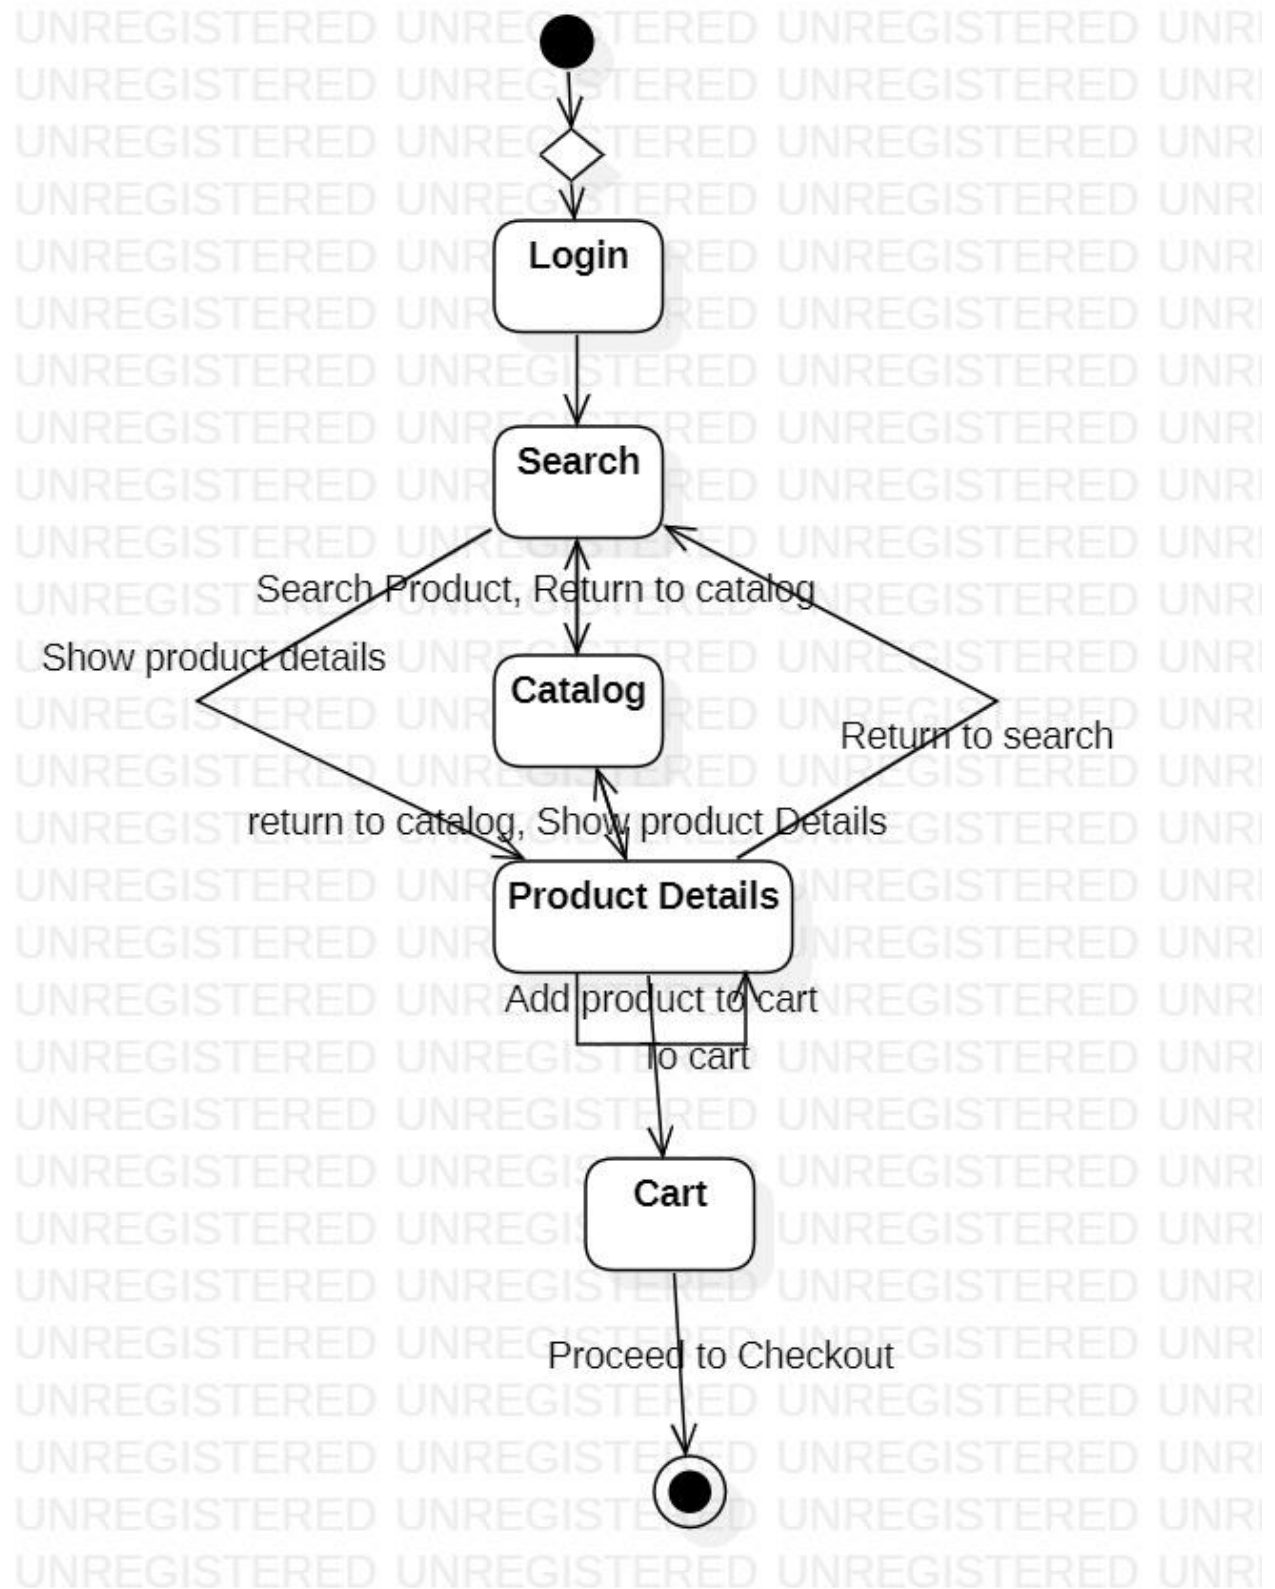 Login
Search
Search Product, Return to catalog
Show product details
Catalog
Return to search
return to catalog, Show product Details
Product Details
Add product to cart
To cart
Cart
Proceed to Checkout
UNREGISTERED